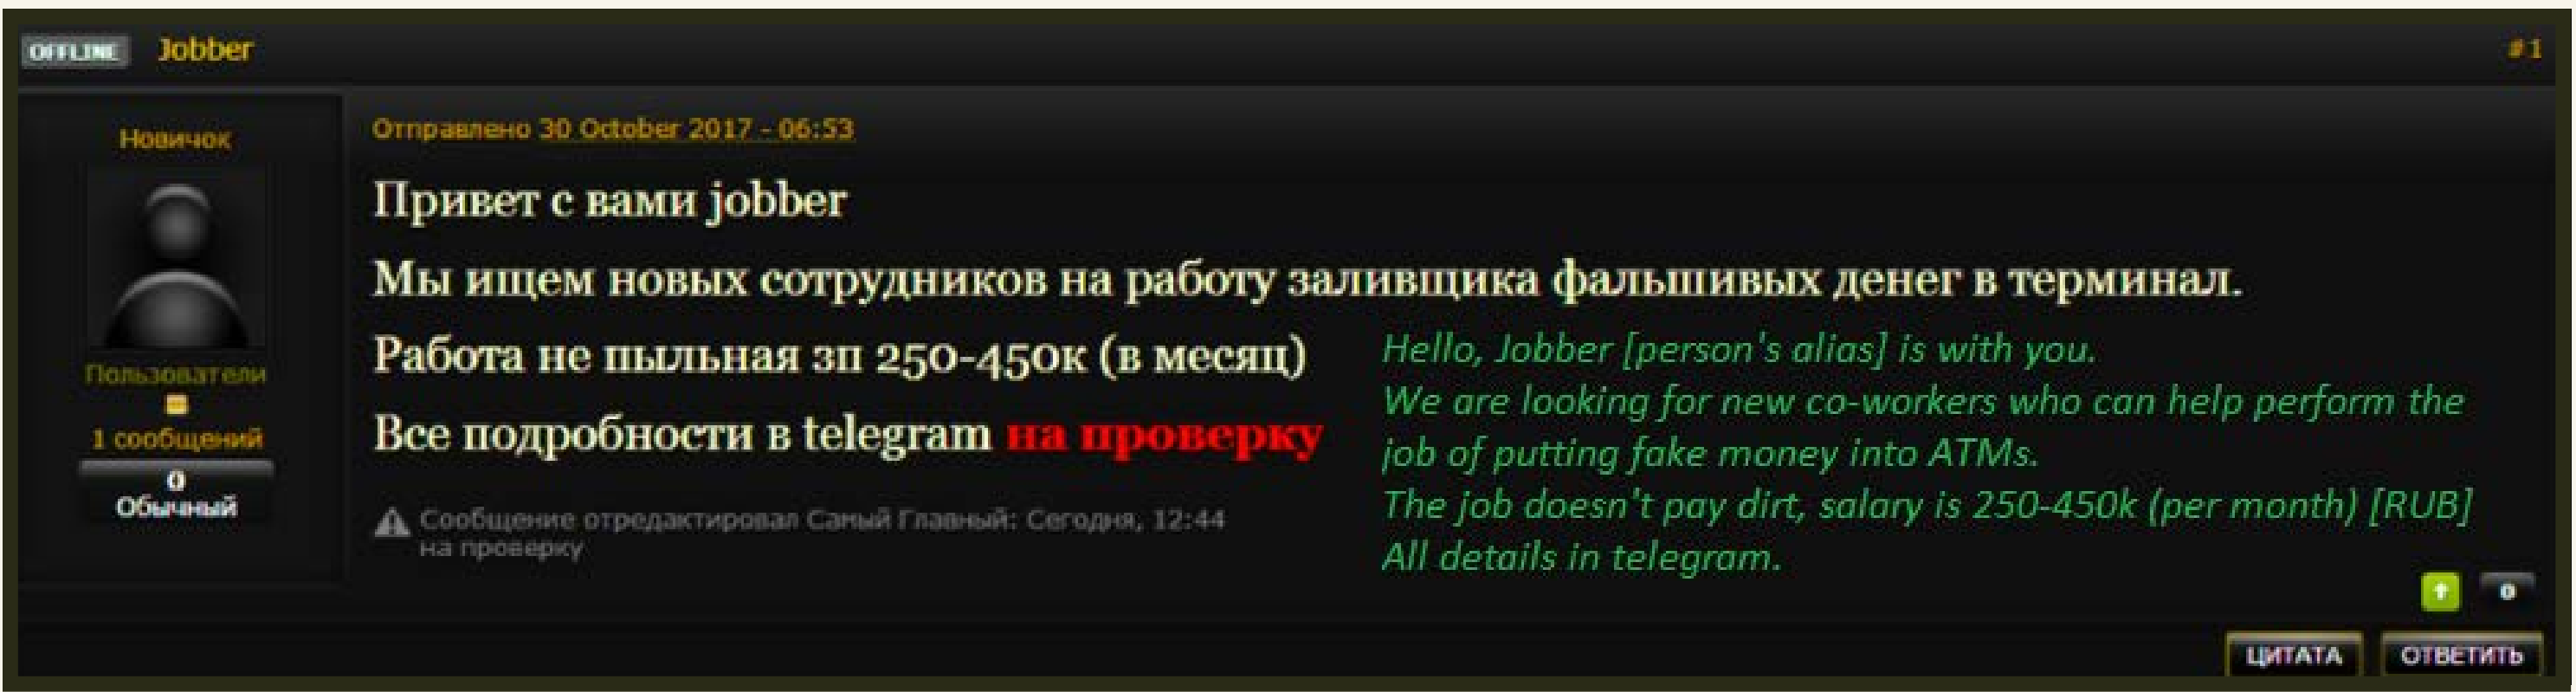 OFFLINE Jobber #1
Новичок
Отправлено 30 October 2017 - 06:53
Привет с вами jobber
Мы ищем новых сотрудников на работу заливщика фальшивых денег в терминал.
Работа не пыльная зп 250-450к (в месяц)
Все подробности в telegram на проверку
Hello, Jobber [person's alias] is with you.
We are looking for new co-workers who can help perform the
job of putting fake money into ATMs.
The job doesn't pay dirt, salary is 250-450k (per month) [RUB]
All details in telegram.
Пользователи
1 сообщений
0
Обычный
Сообщение отредактировал Самый Главный: Сегодня, 12:44
на проверку
0
ЦИТАТА ОТВЕТИТЬ